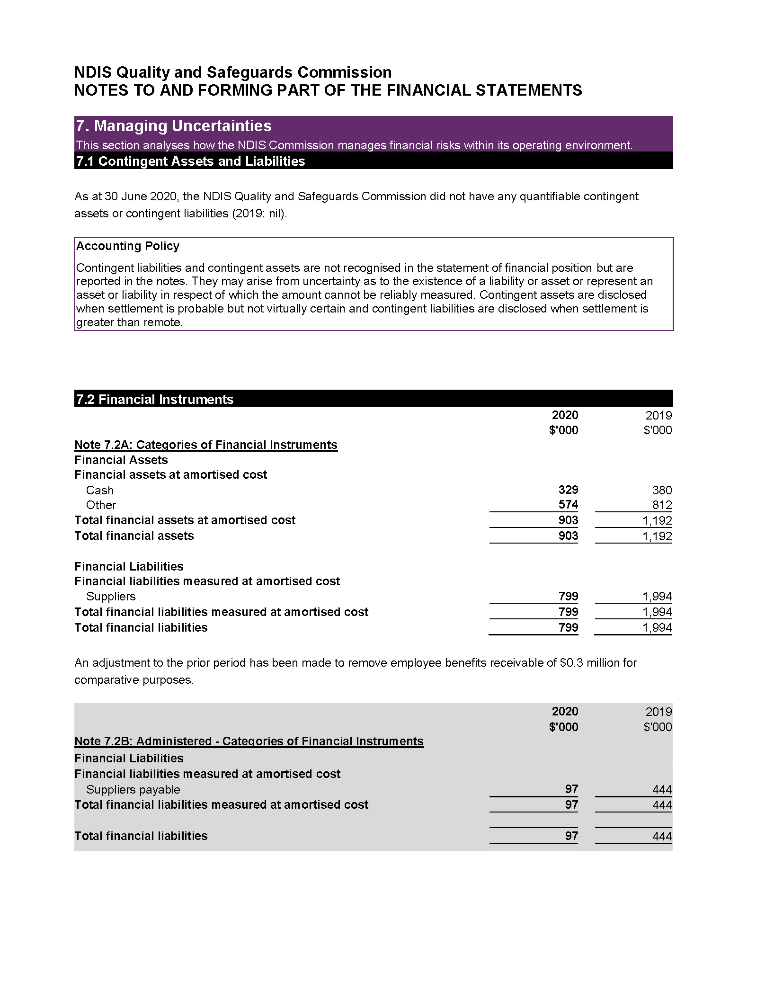 NDIS Quality and Safeguards Commission
NOTES TO AND FORMING PART OF THE FINANCIAL STATEMENTS
7. Managing Uncertainties
This section analyses how the NDIS Commission manages financial risks within its operating environment.
7.1 Contingent Assets and Liabilities
As at 30 June 2020, the NDIS Quality and Safeguards Commission did not have any quantifiable contingent
assets or contingent liabilities (2019: nil).
Accounting Policy
Contingent liabilities and contingent assets are not recognised in the statement of financial position but are
reported in the notes. They may arise from uncertainty as to the existence of a liability or asset or represent an
asset or liability in respect of which the amount cannot be reliably measured. Contingent assets are disclosed
when settlement is probable but not virtually certain and contingent liabilities are disclosed when settlement is
greater than remote.
7.2 Financial Instruments
2020 2019
$'000 $'000
Note 7.2A: Categories of Financial Instruments
Financial Assets
Financial assets at amortised cost
Cash 329 380
Other 574 812
Total financial assets at amortised cost 903 1,192
Total financial assets 903 1,192
Financial Liabilities
Financial liabilities measured at amortised cost
Suppliers 799 1,994
Total financial liabilities measured at amortised cost 799 1,994
Total financial liabilities 799 1,994
An adjustment to the prior period has been made to remove employee benefits receivable of $0.3 million for
comparative purposes.
2020 2019
$'000 $'000
Note 7.2B: Administered - Categories of Financial Instruments
Financial Liabilities
Financial liabilities measured at amortised cost
Suppliers payable 97 444
Total financial liabilities measured at amortised cost 97 444
Total financial liabilities 97 444